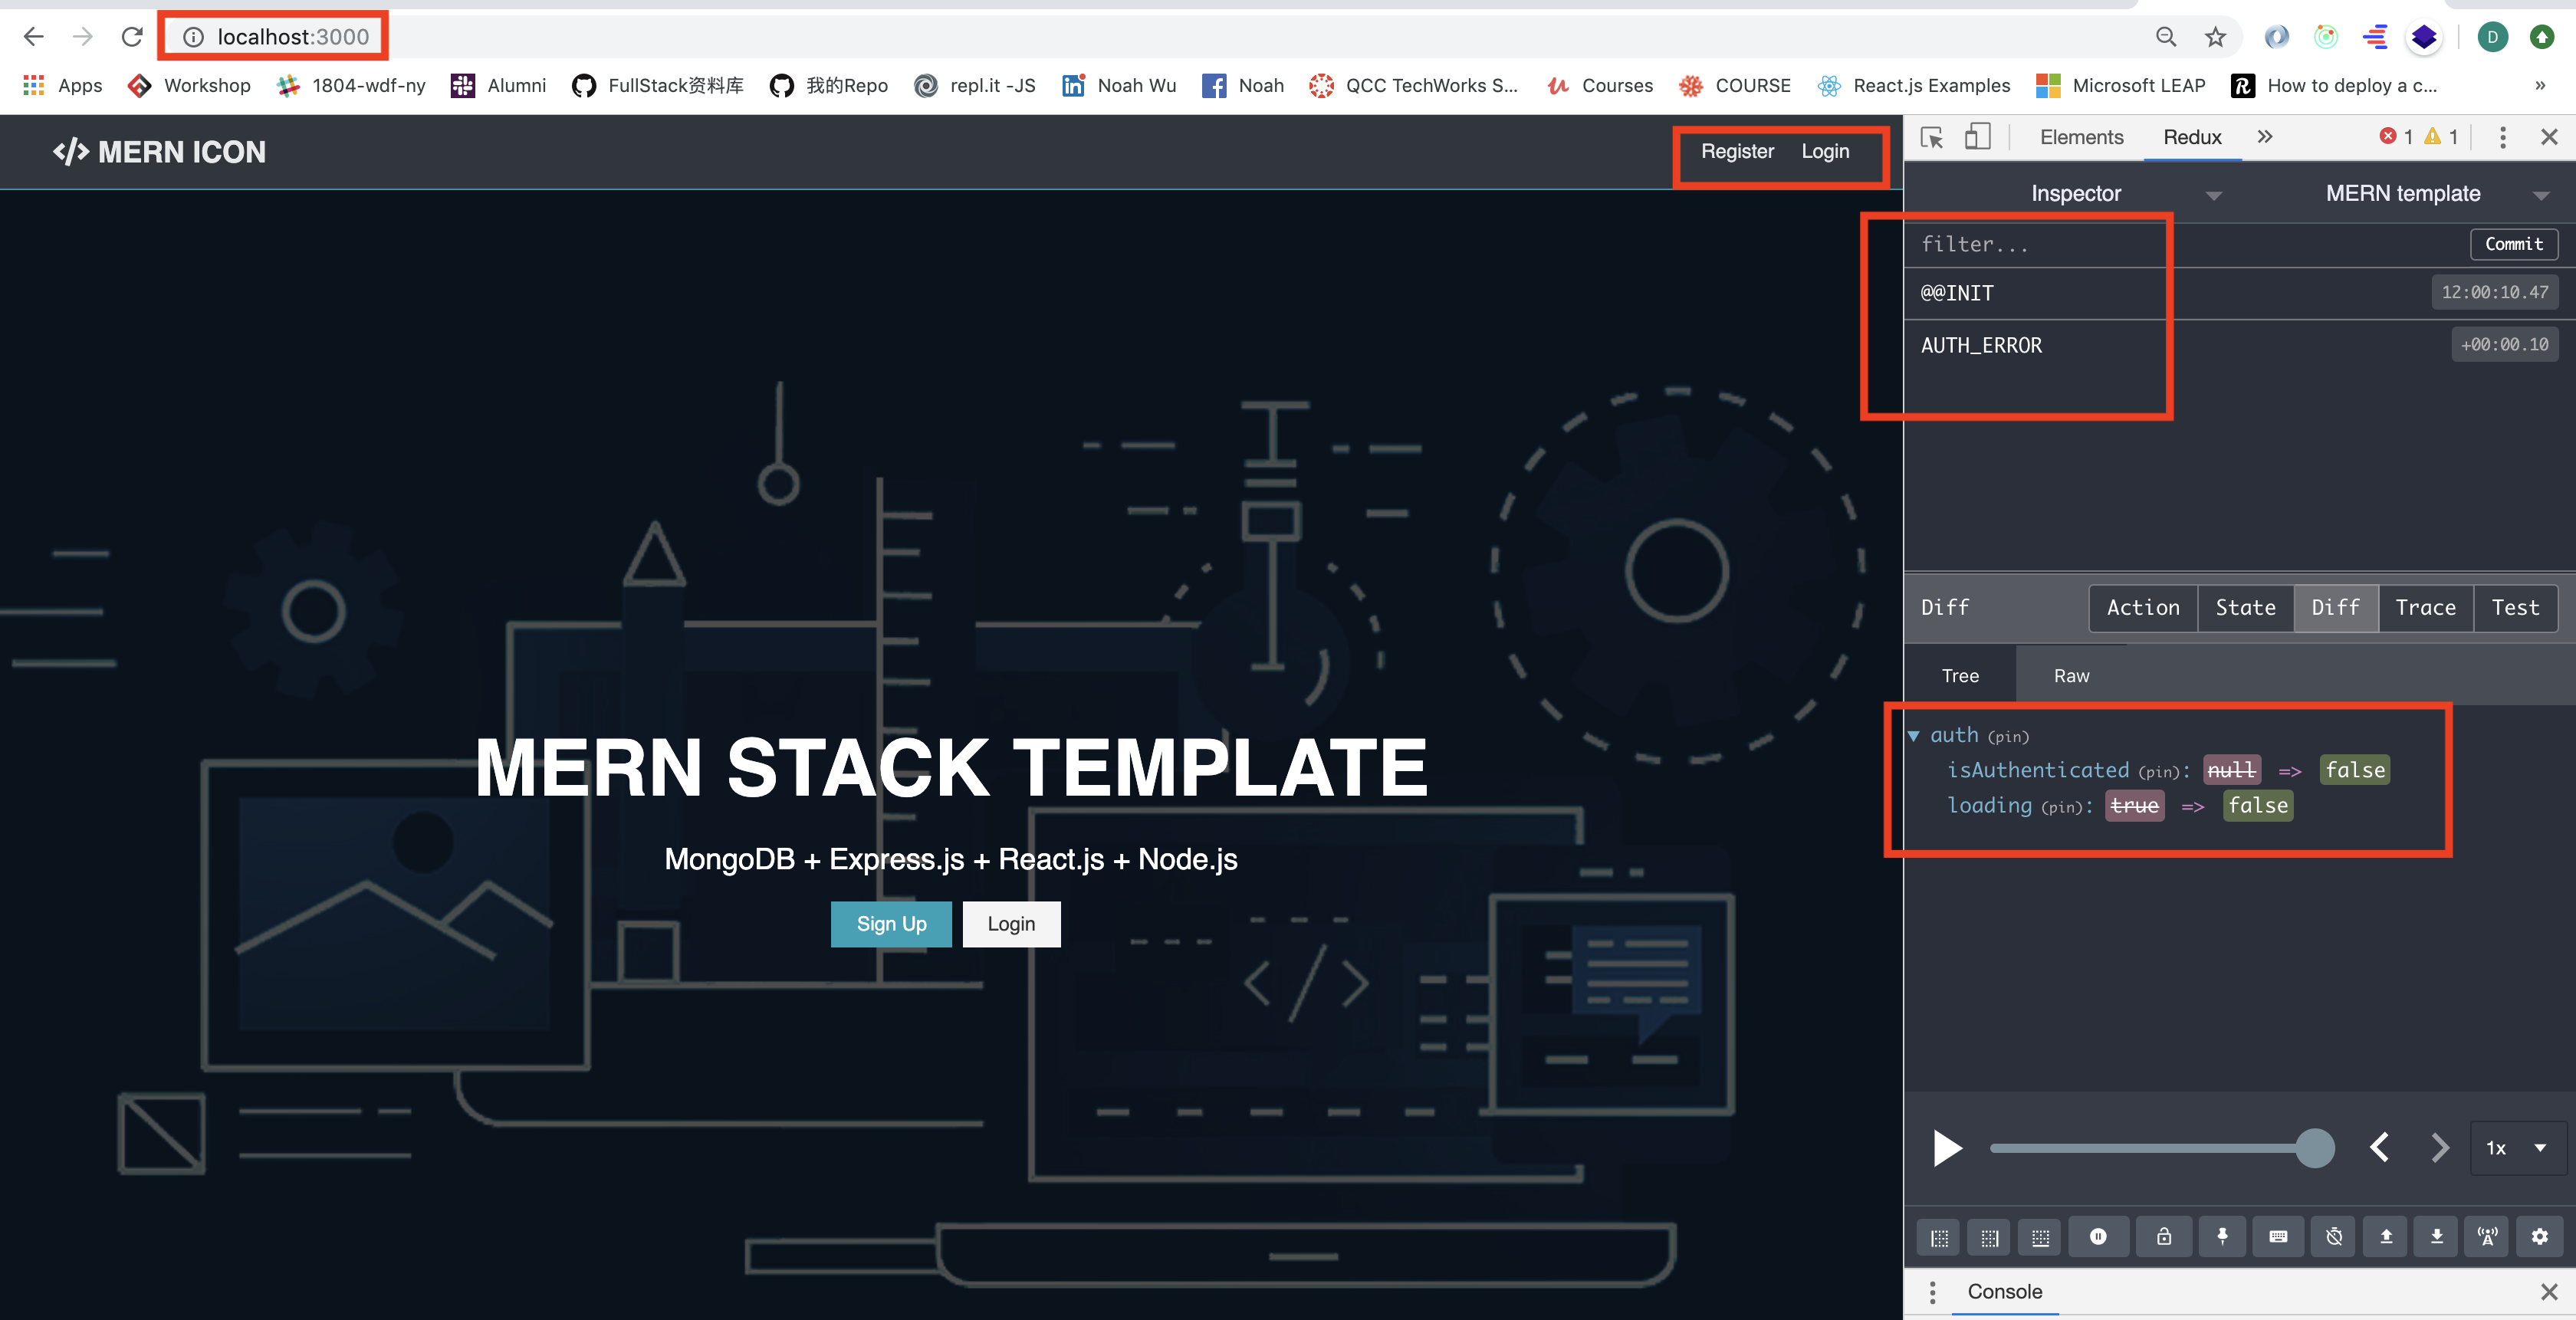 localhost:3000
D
Apps Workshop 1804-wdf-ny Alumni FullStack资料库 我的Repo repl.it -JS Noah Wu Noah QCC TechWorks S... Courses COURSE React.js Examples Microsoft LEAP How to deploy a c... »
</> MERN ICON
Register Login
Elements Redux » 1 1
Inspector MERN template
filter... Commit
@@INIT 12:00:10.47
AUTH_ERROR +00:00.10
Diff Action State Diff Trace Test
Tree Raw
auth (pin)
isAuthenticated (pin): null => false
loading (pin): true => false
MERN STACK TEMPLATE
MongoDB + Express.js + React.js + Node.js
Sign Up Login
</>
1x
Console